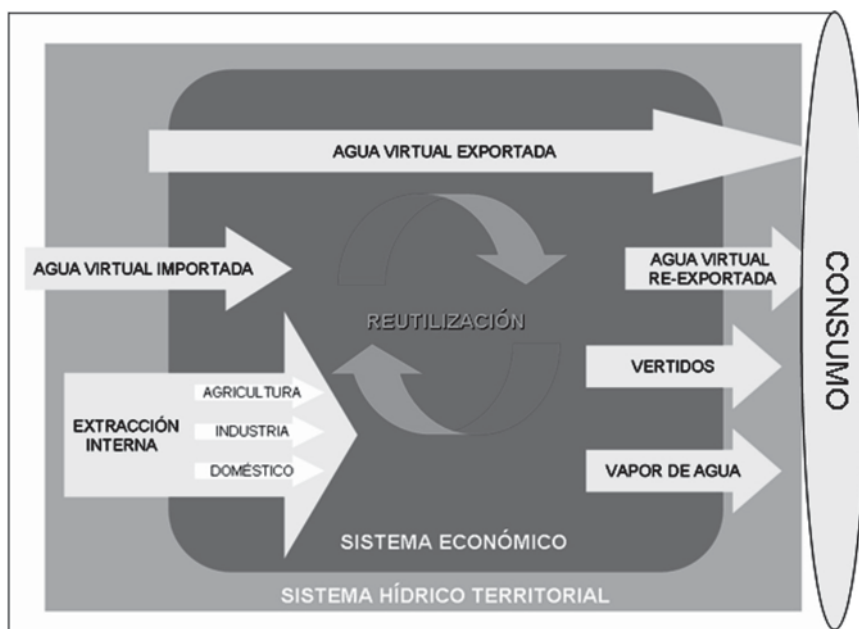 AGUA VIRTUAL EXPORTADA
AGUA VIRTUAL IMPORTADA
AGUA VIRTUAL
RE-EXPORTADA
REUTILIZACIÓN
EXTRACCIÓN
INTERNA
AGRICULTURA
INDUSTRIA
DOMÉSTICO
VERTIDOS
VAPOR DE AGUA
CONSUMO
SISTEMA ECONÓMICO
SISTEMA HÍDRICO TERRITORIAL